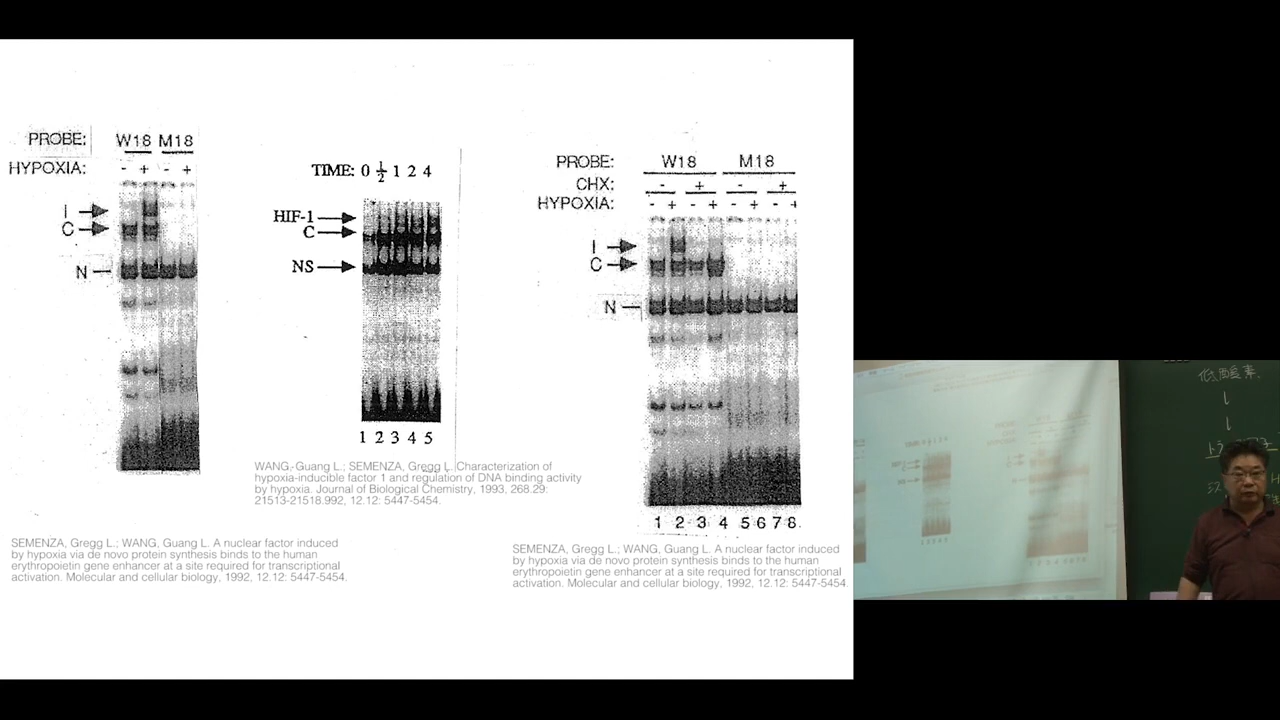 PROBE: W18 M18
HYPOXIA: - + - +
I
C
N
TIME: 0 ½ 1 2 4
HIF-1
C
NS
1 2 3 4 5
WANG, Guang L.; SEMENZA, Gregg L. Characterization of
hypoxia-inducible factor 1 and regulation of DNA binding activity
by hypoxia. Journal of Biological Chemistry, 1993, 268.29:
21513-21518.992, 12.12: 5447-5454.
SEMENZA, Gregg L.; WANG, Guang L. A nuclear factor induced
by hypoxia via de novo protein synthesis binds to the human
erythropoietin gene enhancer at a site required for transcriptional
activation. Molecular and cellular biology, 1992, 12.12: 5447-5454.
PROBE: W18 M18
CHX: - + - +
HYPOXIA: - + - + - + - +
I
C
N
1 2 3 4 5 6 7 8
SEMENZA, Gregg L.; WANG, Guang L. A nuclear factor induced
by hypoxia via de novo protein synthesis binds to the human
erythropoietin gene enhancer at a site required for transcriptional
activation. Molecular and cellular biology, 1992, 12.12: 5447-5454.
低酸素